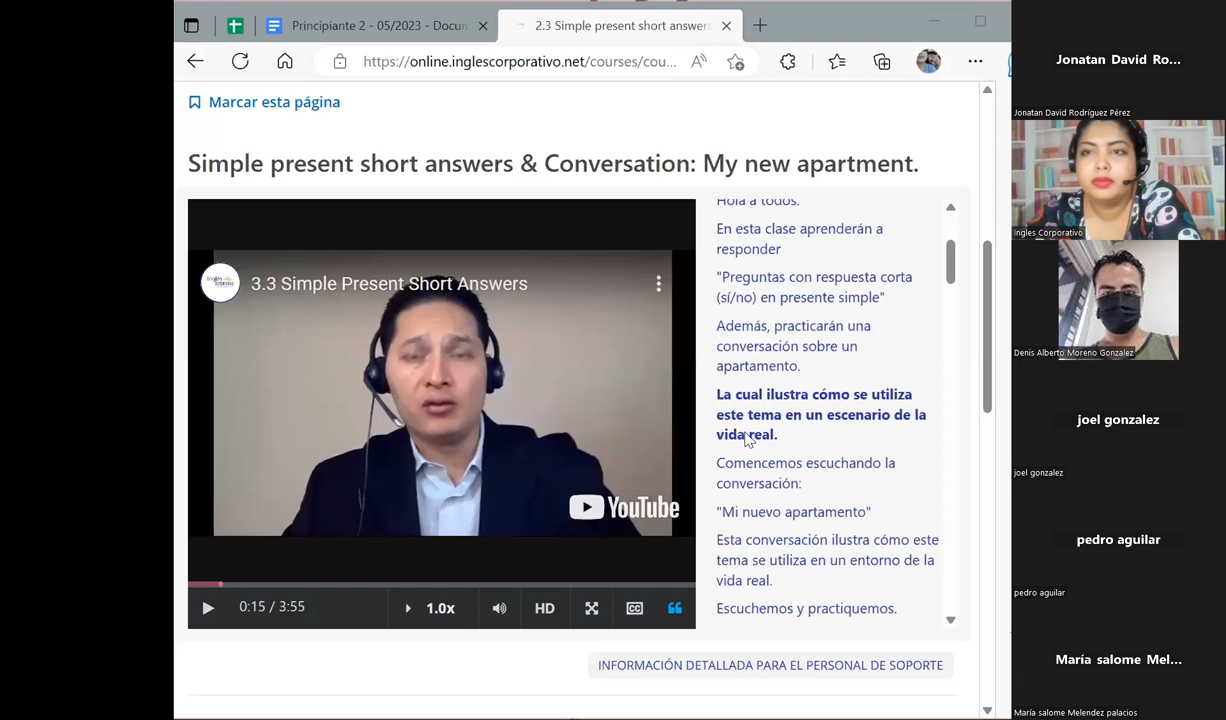 Principiante 2 - 05/2023 - Docun
2.3 Simple present short answers
https://online.inglescorporativo.net/courses/cou...
Marcar esta página
Simple present short answers & Conversation: My new apartment.
3.3 Simple Present Short Answers
YouTube
0:15 / 3:55
1.0x
HD
CC
Hola a todos.
En esta clase aprenderán a
responder
"Preguntas con respuesta corta
(sí/no) en presente simple"
Además, practicarán una
conversación sobre un
apartamento.
La cual ilustra cómo se utiliza
este tema en un escenario de la
vida real.
Comencemos escuchando la
conversación:
"Mi nuevo apartamento"
Esta conversación ilustra cómo este
tema se utiliza en un entorno de la
vida real.
Escuchemos y practiquemos.
INFORMACIÓN DETALLADA PARA EL PERSONAL DE SOPORTE
Jonatan David Ro...
Jonatan David Rodríguez Pérez
Ingles Corporativo
Denis Alberto Moreno Gonzalez
joel gonzalez
joel gonzalez
pedro aguilar
pedro aguilar
María salome Mel...
María salome Melendez palacios